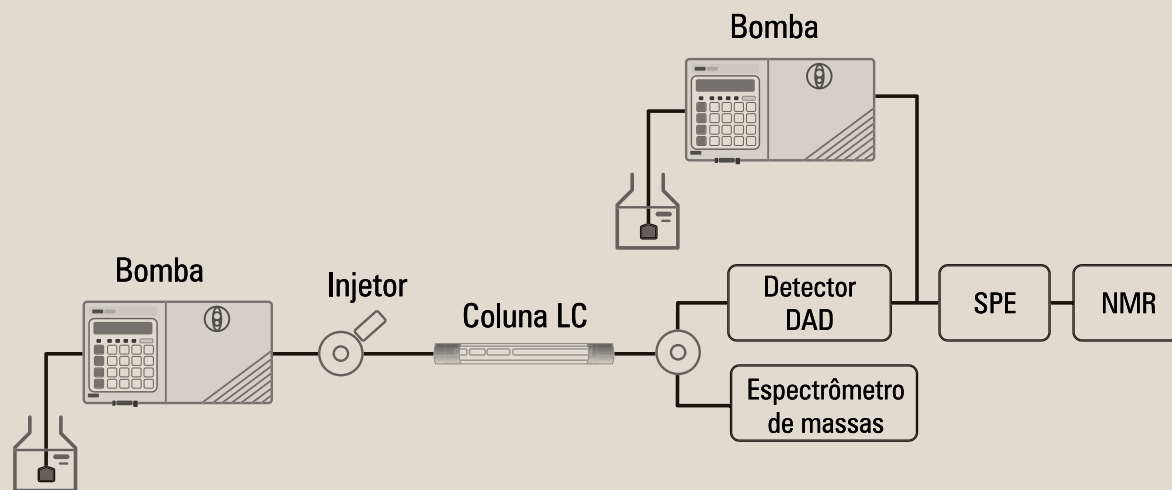 Bomba
Bomba
Injetor
Coluna LC
Detector
DAD
SPE
NMR
Espectrômetro
de massas